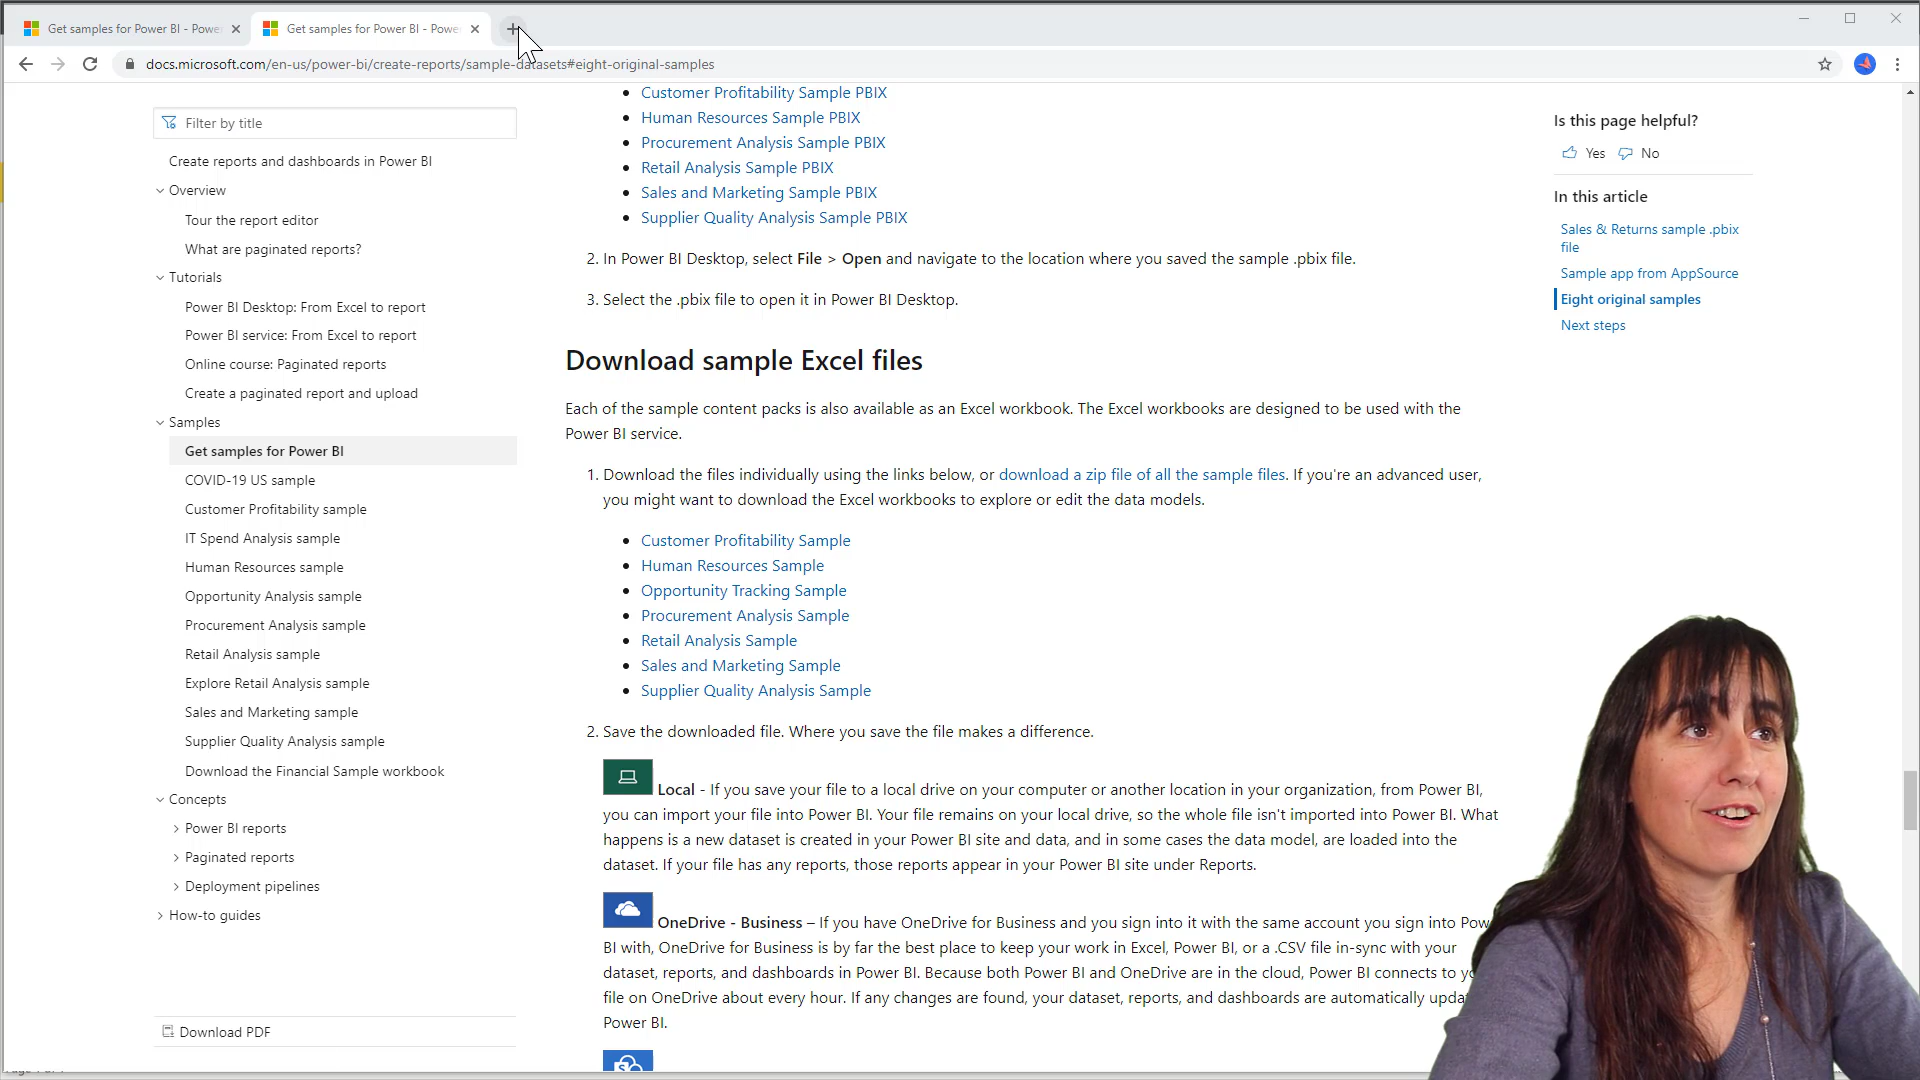 Get samples for Power BI - Powe
Get samples for Power BI - Powe
docs.microsoft.com/en-us/power-bi/create-reports/sample-datasets#eight-original-samples
Filter by title
Create reports and dashboards in Power BI
Overview
Tour the report editor
What are paginated reports?
Tutorials
Power BI Desktop: From Excel to report
Power BI service: From Excel to report
Online course: Paginated reports
Create a paginated report and upload
Samples
Get samples for Power BI
COVID-19 US sample
Customer Profitability sample
IT Spend Analysis sample
Human Resources sample
Opportunity Analysis sample
Procurement Analysis sample
Retail Analysis sample
Explore Retail Analysis sample
Sales and Marketing sample
Supplier Quality Analysis sample
Download the Financial Sample workbook
Concepts
Power BI reports
Paginated reports
Deployment pipelines
How-to guides
Download PDF
• Customer Profitability Sample PBIX
• Human Resources Sample PBIX
• Procurement Analysis Sample PBIX
• Retail Analysis Sample PBIX
• Sales and Marketing Sample PBIX
• Supplier Quality Analysis Sample PBIX
2. In Power BI Desktop, select File > Open and navigate to the location where you saved the sample .pbix file.
3. Select the .pbix file to open it in Power BI Desktop.
Download sample Excel files
Each of the sample content packs is also available as an Excel workbook. The Excel workbooks are designed to be used with the
Power BI service.
1. Download the files individually using the links below, or download a zip file of all the sample files. If you're an advanced user,
you might want to download the Excel workbooks to explore or edit the data models.
• Customer Profitability Sample
• Human Resources Sample
• Opportunity Tracking Sample
• Procurement Analysis Sample
• Retail Analysis Sample
• Sales and Marketing Sample
• Supplier Quality Analysis Sample
2. Save the downloaded file. Where you save the file makes a difference.
Local - If you save your file to a local drive on your computer or another location in your organization, from Power BI,
you can import your file into Power BI. Your file remains on your local drive, so the whole file isn't imported into Power BI. What
happens is a new dataset is created in your Power BI site and data, and in some cases the data model, are loaded into the
dataset. If your file has any reports, those reports appear in your Power BI site under Reports.
OneDrive - Business – If you have OneDrive for Business and you sign into it with the same account you sign into Pow
BI with, OneDrive for Business is by far the best place to keep your work in Excel, Power BI, or a .CSV file in-sync with your
dataset, reports, and dashboards in Power BI. Because both Power BI and OneDrive are in the cloud, Power BI connects to yo
file on OneDrive about every hour. If any changes are found, your dataset, reports, and dashboards are automatically upda
Power BI.
Is this page helpful?
Yes No
In this article
Sales & Returns sample .pbix
file
Sample app from AppSource
Eight original samples
Next steps